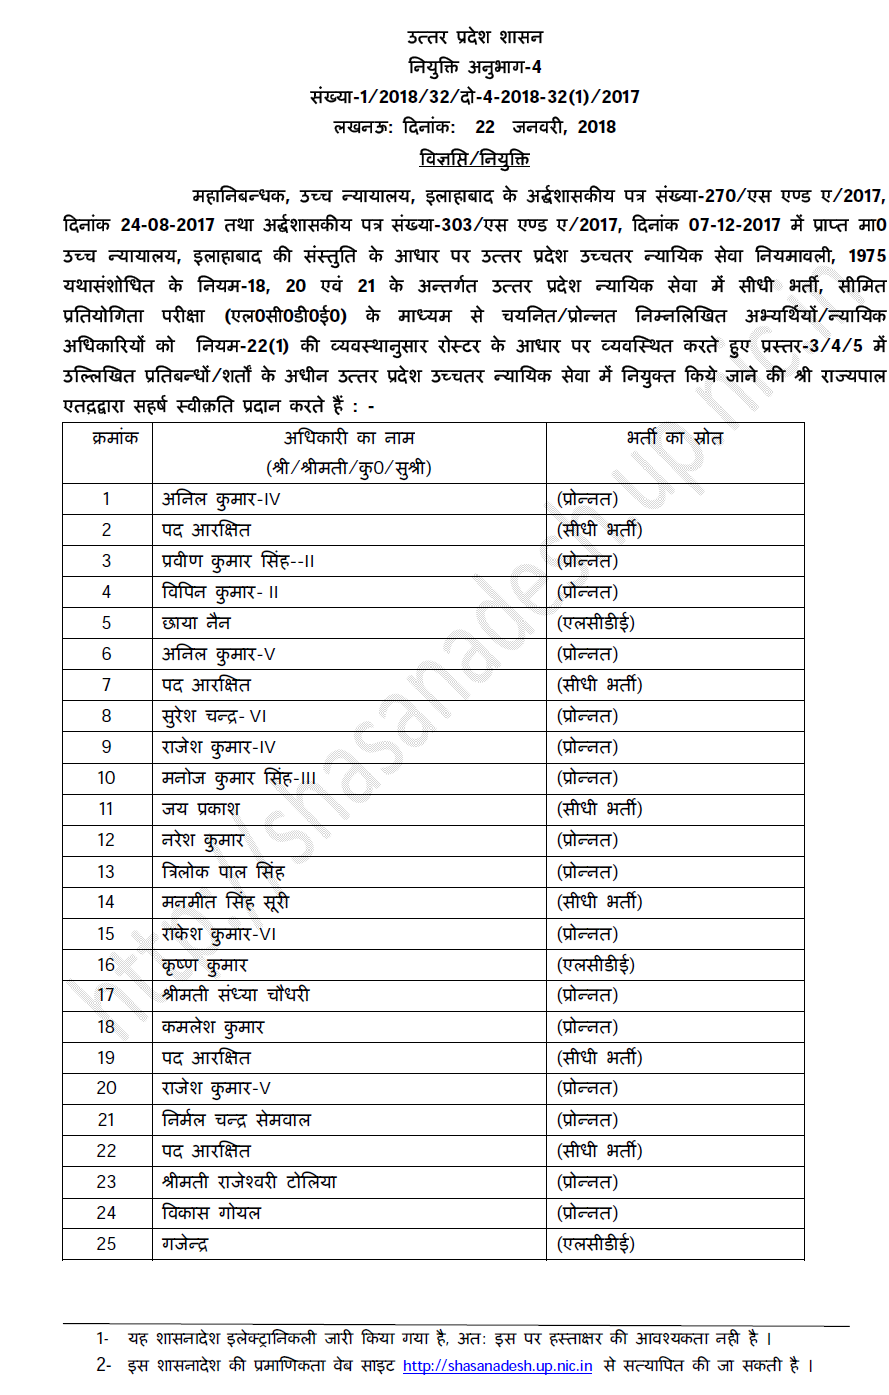 उत्तर प्रदेश शासन
नियुक्ति अनुभाग-4
संख्या-1/2018/32/दो-4-2018-32(1)/2017
लखनऊ: दिनांक: 22 जनवरी, 2018
विज्ञप्ति/नियुक्ति
महानिबन्धक, उच्च न्यायालय, इलाहाबाद के अर्द्धशासकीय पत्र संख्या-270/एस एण्ड ए/2017,
दिनांक 24-08-2017 तथा अर्द्धशासकीय पत्र संख्या-303/एस एण्ड ए/2017, दिनांक 07-12-2017 में प्राप्त मा0
उच्च न्यायालय, इलाहाबाद की संस्तुति के आधार पर उत्तर प्रदेश उच्चतर न्यायिक सेवा नियमावली, 1975
यथासंशोधित के नियम-18, 20 एवं 21 के अन्तर्गत उत्तर प्रदेश न्यायिक सेवा में सीधी भर्ती, सीमित
प्रतियोगिता परीक्षा (एल0सी0डी0ई0) के माध्यम से चयनित/प्रोन्नत निम्नलिखित अभ्यर्थियों/न्यायिक
अधिकारियों को नियम-22(1) की व्यवस्थानुसार रोस्टर के आधार पर व्यवस्थित करते हुए प्रस्तर-3/4/5 में
उल्लिखित प्रतिबन्धों/शर्तों के अधीन उत्तर प्रदेश उच्चतर न्यायिक सेवा में नियुक्त किये जाने की श्री राज्यपाल
एतद्द्वारा सहर्ष स्वीक़ति प्रदान करते हैं : -
क्रमांक अधिकारी का नाम भर्ती का स्रोत
(श्री/श्रीमती/कु0/सुश्री)
1 अनिल कुमार-IV (प्रोन्नत)
2 पद आरक्षित (सीधी भर्ती)
3 प्रवीण कुमार सिंह--II (प्रोन्नत)
4 विपिन कुमार- II (प्रोन्नत)
5 छाया नैन (एलसीडीई)
6 अनिल कुमार-V (प्रोन्नत)
7 पद आरक्षित (सीधी भर्ती)
8 सुरेश चन्द्र- VI (प्रोन्नत)
9 राजेश कुमार-IV (प्रोन्नत)
10 मनोज कुमार सिंह-III (प्रोन्नत)
11 जय प्रकाश (सीधी भर्ती)
12 नरेश कुमार (प्रोन्नत)
13 त्रिलोक पाल सिंह (प्रोन्नत)
14 मनमीत सिंह सूरी (सीधी भर्ती)
15 राकेश कुमार-VI (प्रोन्नत)
16 कृष्ण कुमार (एलसीडीई)
17 श्रीमती संध्या चौधरी (प्रोन्नत)
18 कमलेश कुमार (प्रोन्नत)
19 पद आरक्षित (सीधी भर्ती)
20 राजेश कुमार-V (प्रोन्नत)
21 निर्मल चन्द्र सेमवाल (प्रोन्नत)
22 पद आरक्षित (सीधी भर्ती)
23 श्रीमती राजेश्वरी टोलिया (प्रोन्नत)
24 विकास गोयल (प्रोन्नत)
25 गजेन्द्र (एलसीडीई)
http://shasanadesh.up.nic.in
1- यह शासनादेश इलेक्ट्रानिकली जारी किया गया है, अत: इस पर हस्ताक्षर की आवश्यकता नही है ।
2- इस शासनादेश की प्रमाणिकता वेब साइट http://shasanadesh.up.nic.in से सत्यापित की जा सकती है ।